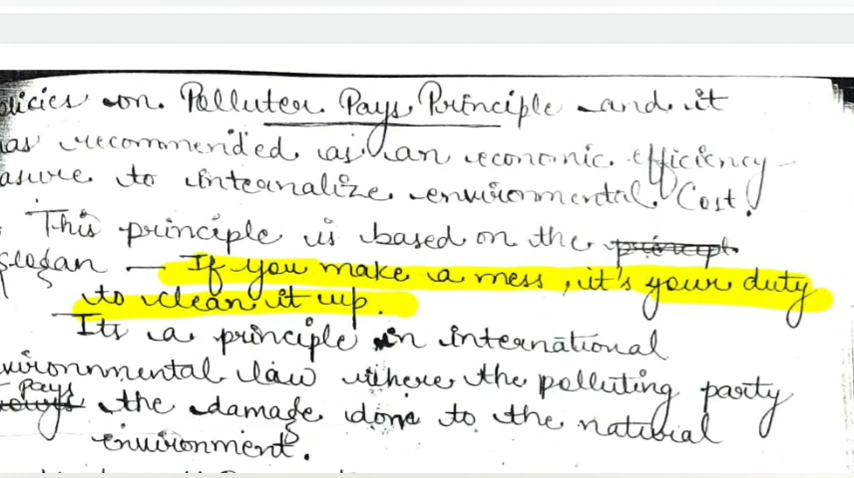 olicies on Polluter Pays Principle and it
as recommended as an economic efficiency
asure to internalize environmental Cost.
This principle is based on the
slogan — If you make a mess, it's your duty
to clean it up.
Its a principle in international
vironmental law where the polluting party
pays
the damage done to the natural
environment.